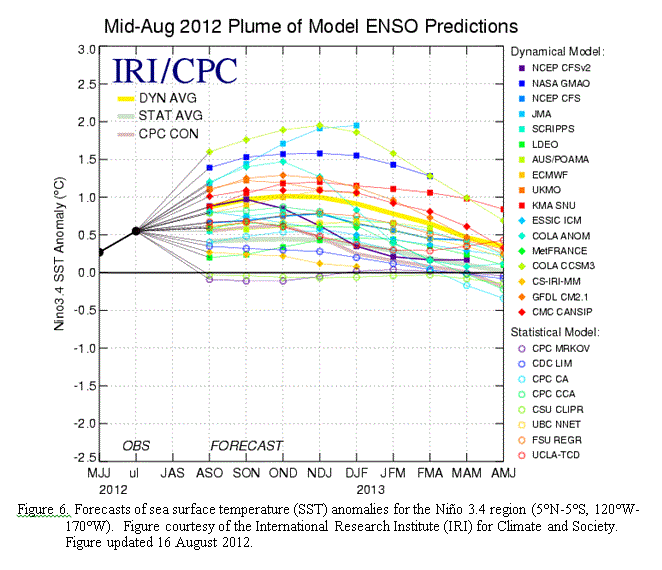 Mid-Aug 2012 Plume of Model ENSO Predictions
IRI/CPC
DYN AVG
STAT AVG
CPC CON
3.0
2.5
2.0
1.5
1.0
0.5
0.0
-0.5
-1.0
-1.5
-2.0
-2.5
Nino3.4 SST Anomaly (°C)
OBS FORECAST
MJJ ul JAS ASO SON OND NDJ DJF JFM FMA MAM AMJ
2012 2013
Dynamical Model:
NCEP CFSv2
NASA GMAO
NCEP CFS
JMA
SCRIPPS
LDEO
AUS/POAMA
ECMWF
UKMO
KMA SNU
ESSIC ICM
COLA ANOM
MetFRANCE
COLA CCSM3
CS-IRI-MM
GFDL CM2.1
CMC CANSIP
Statistical Model:
CPC MRKOV
CDC LIM
CPC CA
CPC CCA
CSU CLIPR
UBC NNET
FSU REGR
UCLA-TCD
Figure 6. Forecasts of sea surface temperature (SST) anomalies for the Niño 3.4 region (5°N-5°S, 120°W-
170°W). Figure courtesy of the International Research Institute (IRI) for Climate and Society.
Figure updated 16 August 2012.